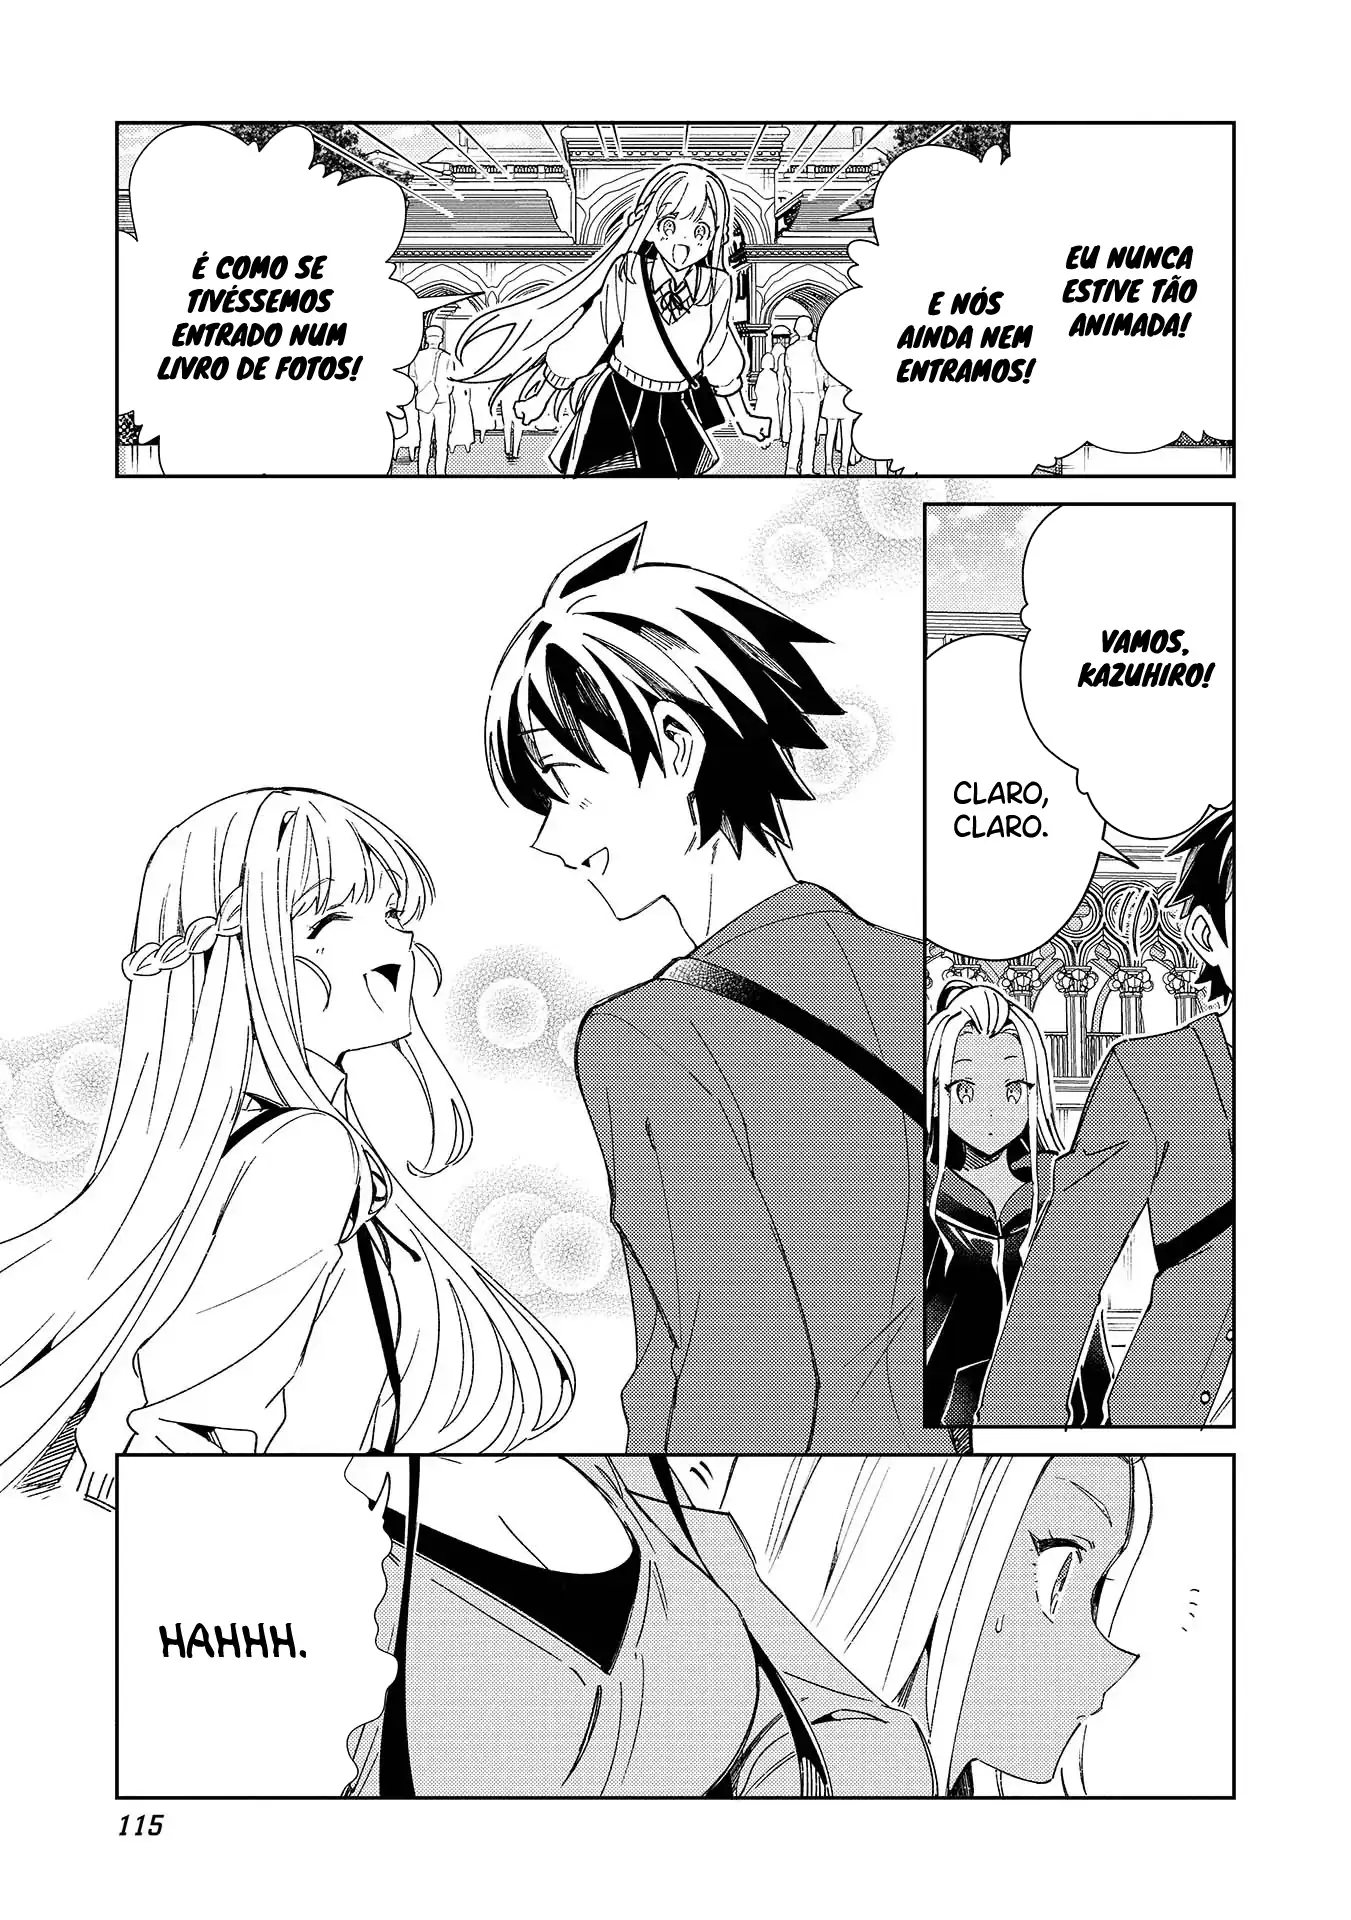 EU NUNCA
ESTIVE TÃO
ANIMADA!
E NÓS
AINDA NEM
ENTRAMOS!
É COMO SE
TIVÉSSEMOS
ENTRADO NUM
LIVRO DE FOTOS!
VAMOS,
KAZUHIRO!
CLARO,
CLARO.
HAHHH.
115